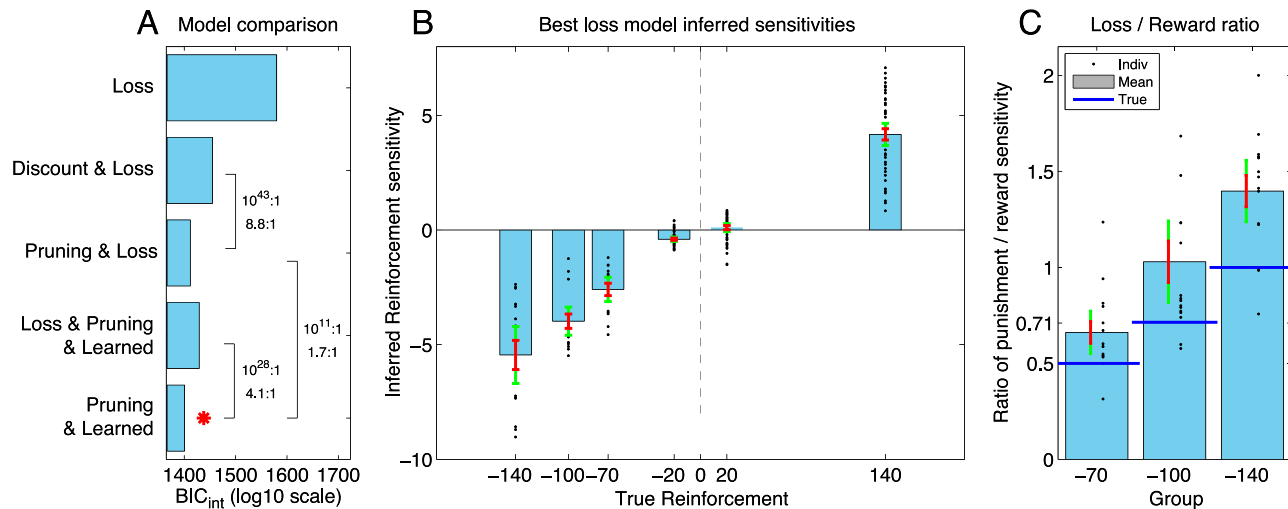 A
Model comparison
Loss
Discount & Loss
Pruning & Loss
Loss & Pruning
& Learned
Pruning
& Learned
10^43:1
8.8:1
10^11:1
1.7:1
10^28:1
4.1:1
*
1400 1500 1600 1700
BIC_int (log10 scale)
B
Best loss model inferred sensitivities
Inferred Reinforcement sensitivity
5
0
−5
−10
−140 −100 −70 −20 0 20 140
True Reinforcement
C
Loss / Reward ratio
Indiv
Mean
True
Ratio of punishment / reward sensitivity
2
1.5
1
0.71
0.5
0
−70 −100 −140
Group